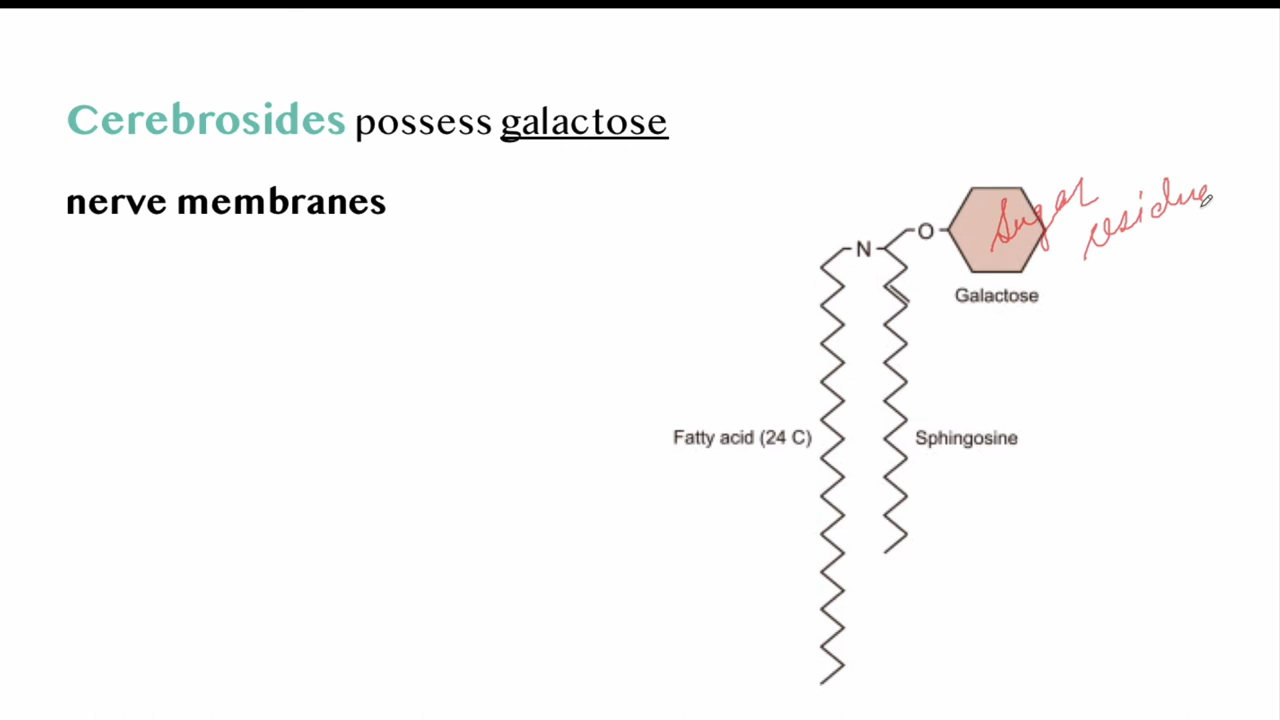 Cerebrosides possess galactose
nerve membranes
Sugar residue
O
N
Galactose
Fatty acid (24 C)
Sphingosine